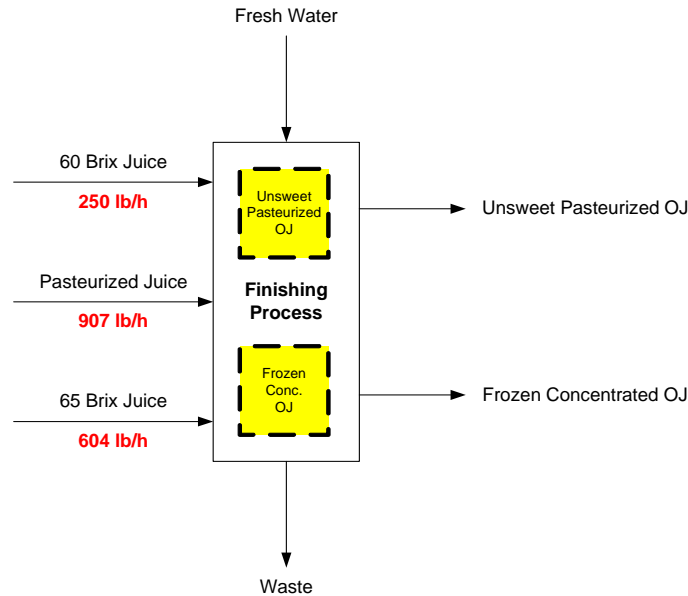 Fresh Water
60 Brix Juice
250 lb/h
Unsweet
Pasteurized
OJ
Unsweet Pasteurized OJ
Pasteurized Juice
907 lb/h
Finishing
Process
65 Brix Juice
604 lb/h
Frozen
Conc.
OJ
Frozen Concentrated OJ
Waste